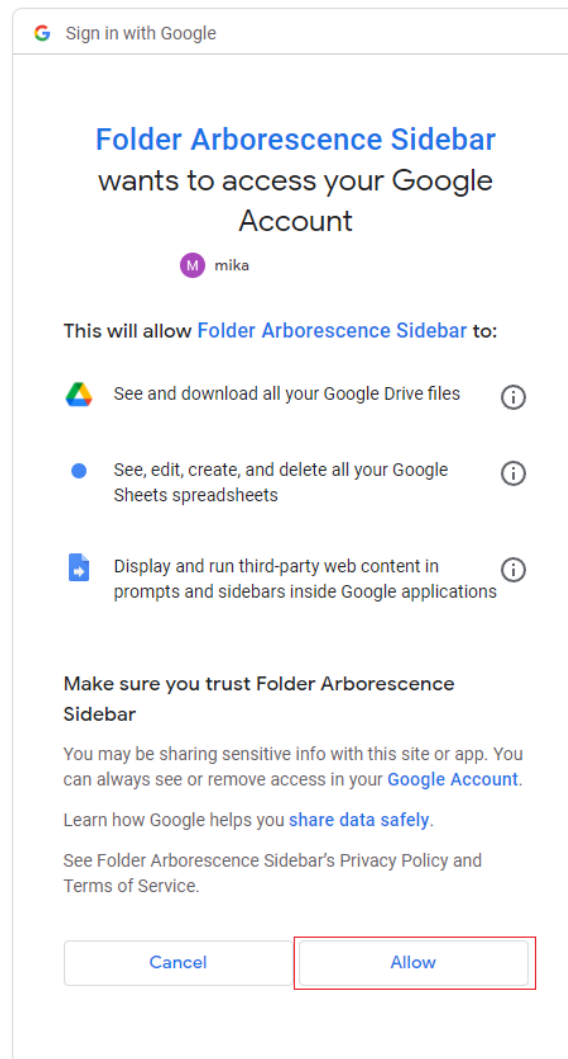 Sign in with Google
Folder Arborescence Sidebar
wants to access your Google
Account
M mika
This will allow Folder Arborescence Sidebar to:
See and download all your Google Drive files
See, edit, create, and delete all your Google
Sheets spreadsheets
Display and run third-party web content in
prompts and sidebars inside Google applications
Make sure you trust Folder Arborescence
Sidebar
You may be sharing sensitive info with this site or app. You
can always see or remove access in your Google Account.
Learn how Google helps you share data safely.
See Folder Arborescence Sidebar's Privacy Policy and
Terms of Service.
Cancel Allow